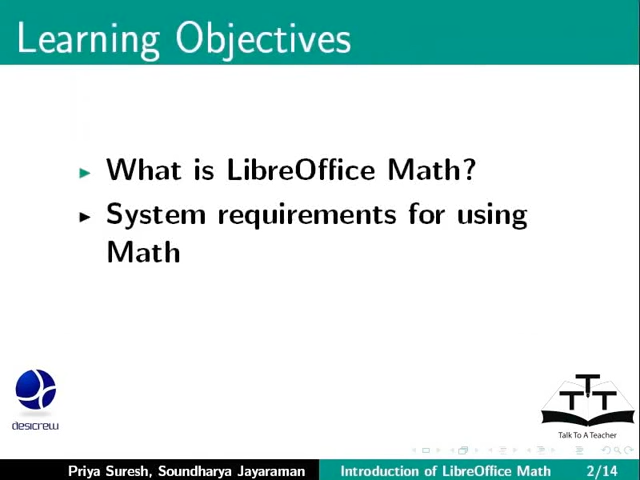 Learning Objectives
What is LibreOffice Math?
System requirements for using
Math
desicrew
TTT
Talk To A Teacher
Priya Suresh, Soundharya Jayaraman Introduction of LibreOffice Math 2/14